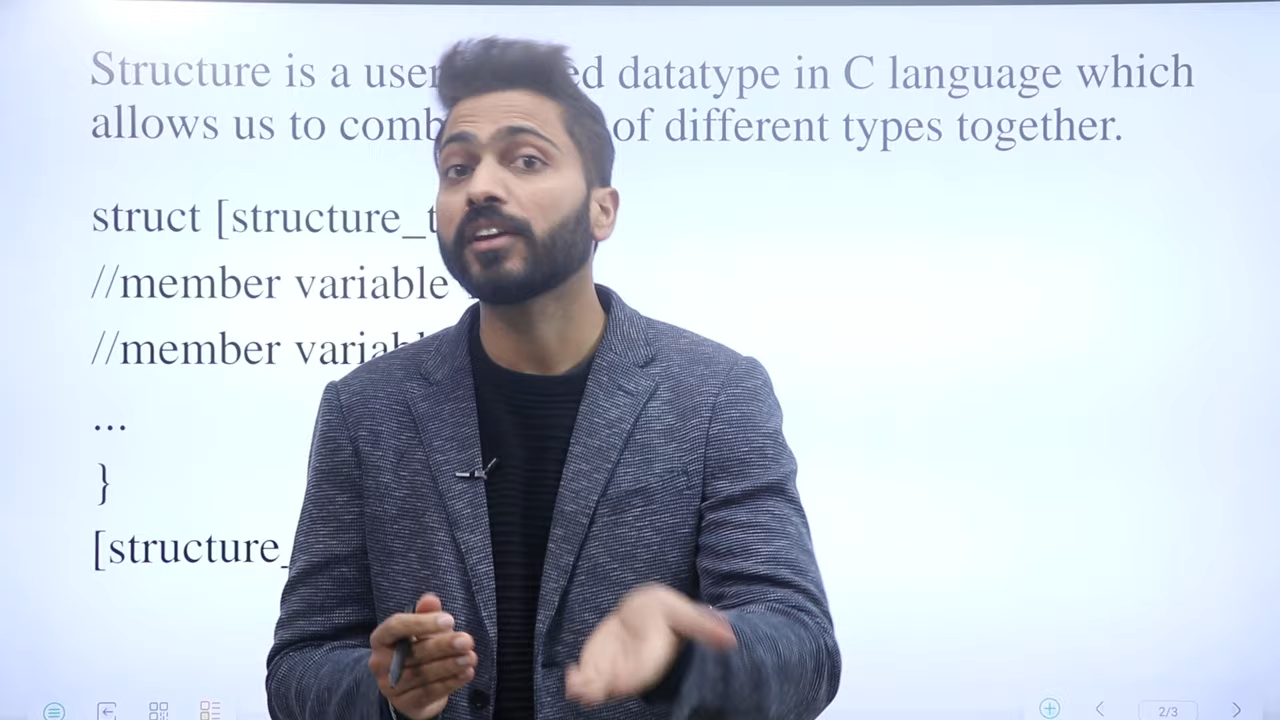 Structure is a user ed datatype in C language which
allows us to comb of different types together.
struct [structure_t
//member variable
//member variabl
...
}
[structure_
2/3